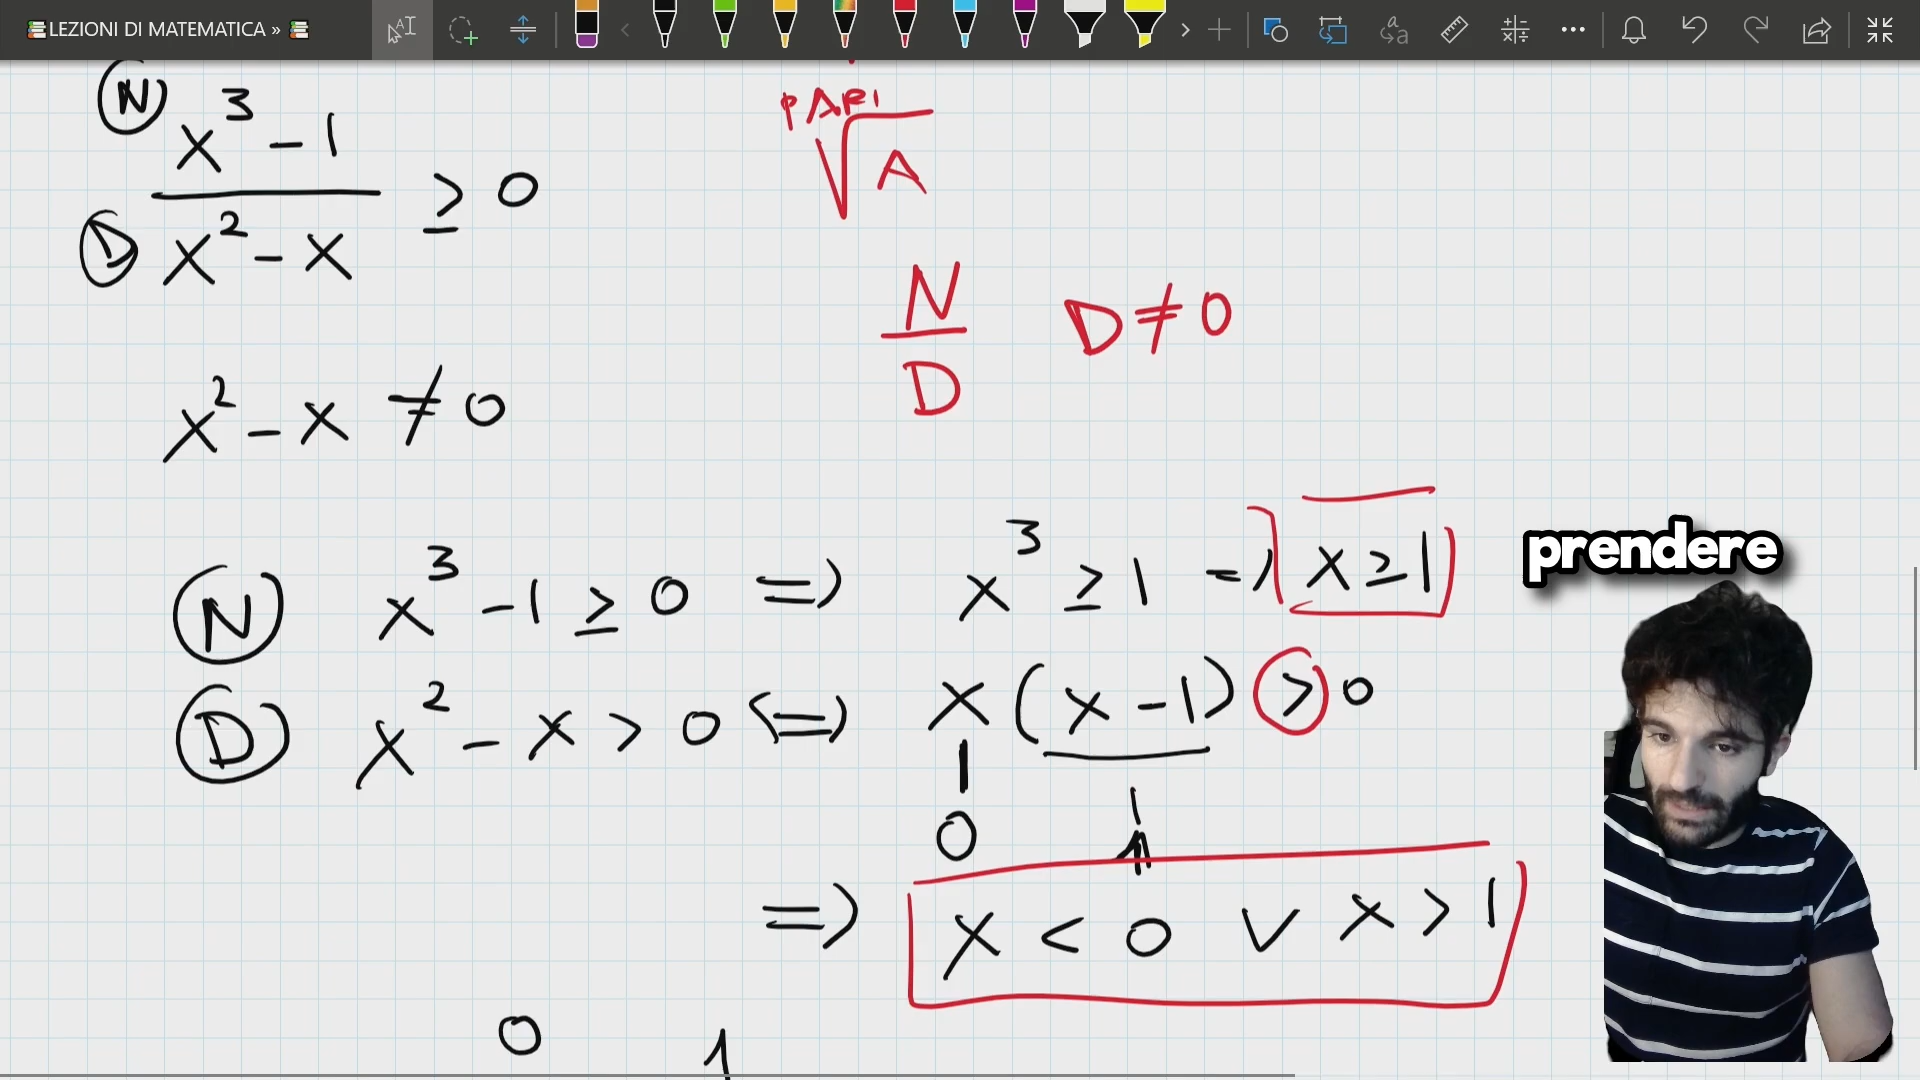 LEZIONI DI MATEMATICA »
N
x³ - 1
D x² - x ≥ 0
PARI
√A
N
D
D ≠ 0
x² - x ≠ 0
N x³ - 1 ≥ 0 => x³ ≥ 1 => x ≥ 1
prendere
D x² - x > 0 <=> x (x - 1) > 0
0 1
=> x < 0 ∨ x > 1
0 1